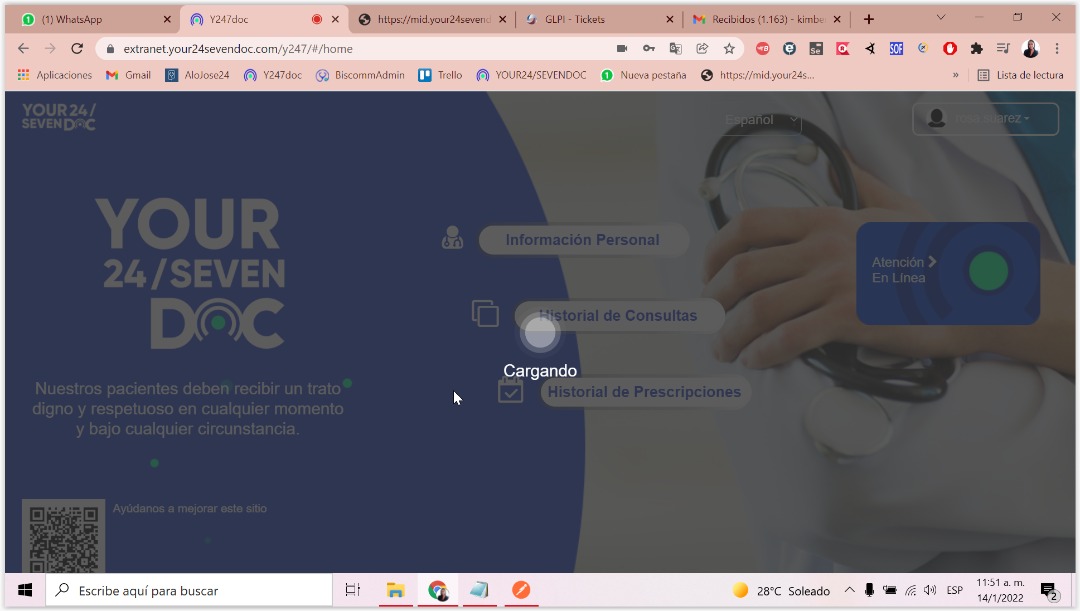 (1) WhatsApp
Y247doc
https://mid.your24sevend
GLPI - Tickets
Recibidos (1.163) - kimbe
extranet.your24sevendoc.com/y247/#/home
Aplicaciones
Gmail
AloJose24
Y247doc
BiscommAdmin
Trello
YOUR24/SEVENDOC
Nueva pestaña
https://mid.your24s...
»
Lista de lectura
YOUR24/
SEVENDOC
Español
rosa suarez
YOUR
24/SEVEN
DOC
Información Personal
Atención
En Línea
Historial de Consultas
Cargando
Historial de Prescripciones
Nuestros pacientes deben recibir un trato
digno y respetuoso en cualquier momento
y bajo cualquier circunstancia.
Ayúdanos a mejorar este sitio
Escribe aquí para buscar
28°C Soleado
ESP
11:51 a. m.
14/1/2022
2